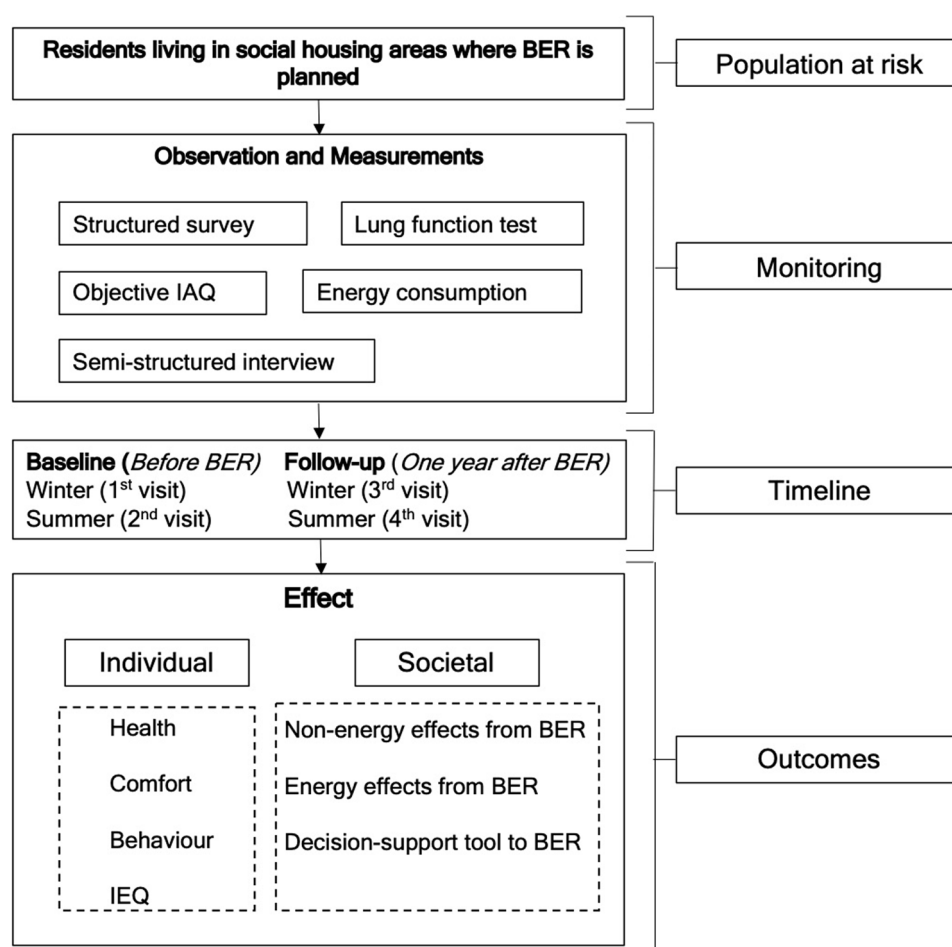 Residents living in social housing areas where BER is
planned
Population at risk
Observation and Measurements
Structured survey
Lung function test
Objective IAQ
Energy consumption
Semi-structured interview
Monitoring
Baseline (Before BER) Follow-up (One year after BER)
Winter (1st visit) Winter (3rd visit)
Summer (2nd visit) Summer (4th visit)
Timeline
Effect
Individual
Societal
Health
Comfort
Behaviour
IEQ
Non-energy effects from BER
Energy effects from BER
Decision-support tool to BER
Outcomes